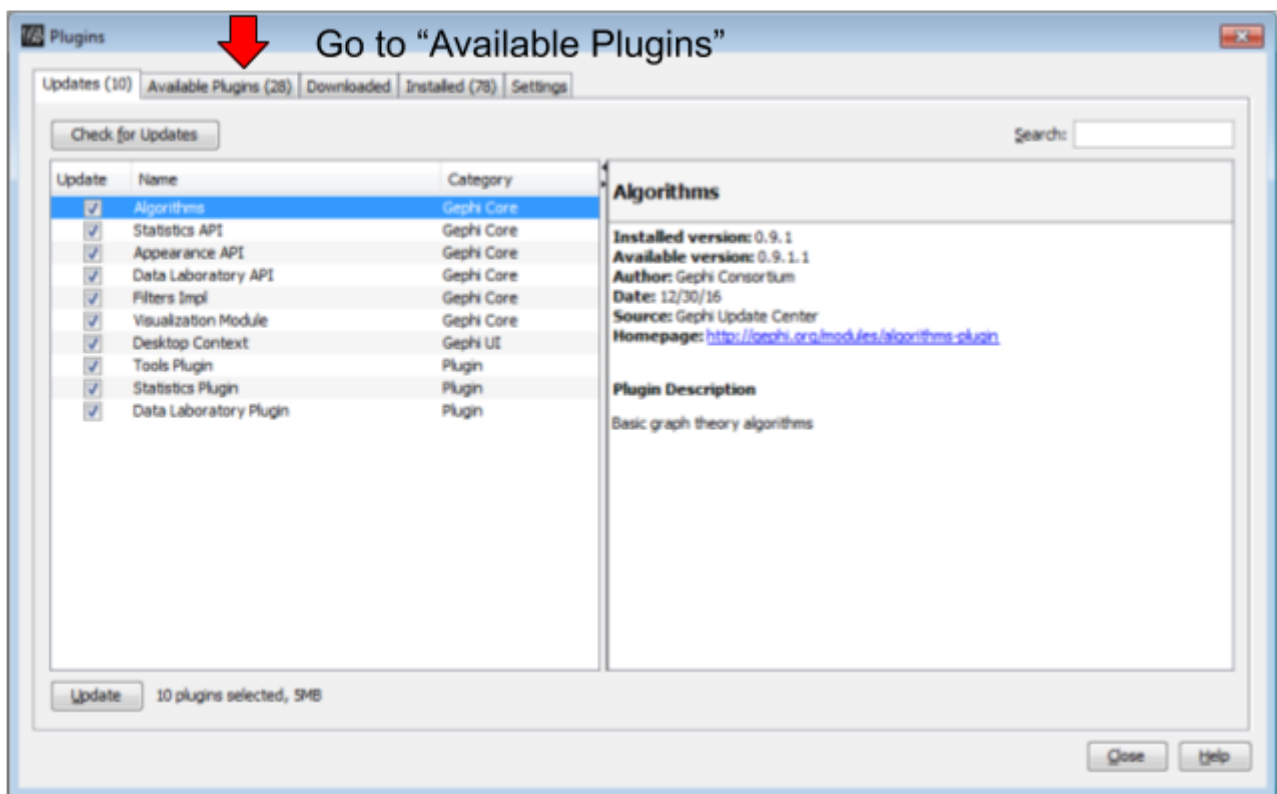 Plugins
Go to “Available Plugins”
Updates (10) Available Plugins (28) Downloaded Installed (78) Settings
Check for Updates Search:
Update Name Category
Algorithms Gephi Core
Statistics API Gephi Core
Appearance API Gephi Core
Data Laboratory API Gephi Core
Filters Impl Gephi Core
Visualization Module Gephi Core
Desktop Context Gephi UI
Tools Plugin Plugin
Statistics Plugin Plugin
Data Laboratory Plugin Plugin
Algorithms
Installed version: 0.9.1
Available version: 0.9.1.1
Author: Gephi Consortium
Date: 12/30/16
Source: Gephi Update Center
Homepage: http://gephi.org/modules/algorithms-plugin
Plugin Description
Basic graph theory algorithms
Update 10 plugins selected, 5MB
Close Help